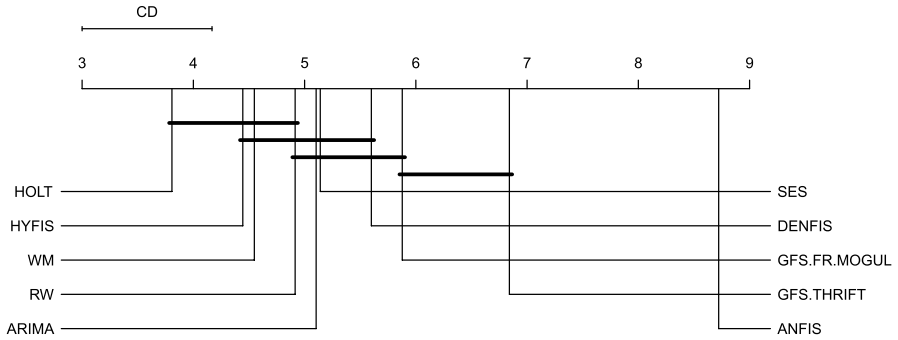 CD
3 4 5 6 7 8 9
HOLT SES
HYFIS DENFIS
WM GFS.FR.MOGUL
RW GFS.THRIFT
ARIMA ANFIS